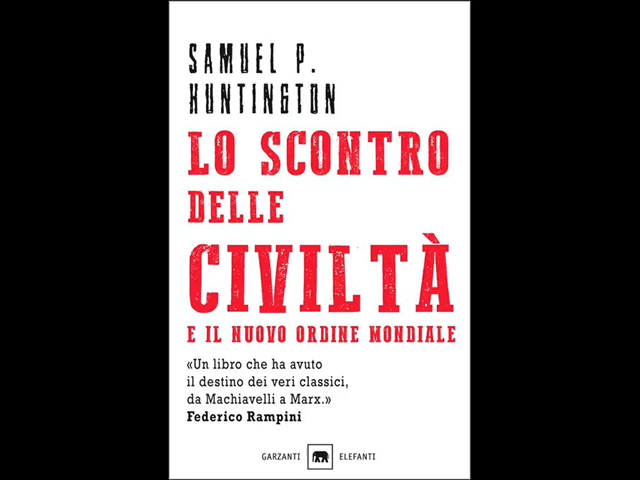 SAMUEL P.
HUNTINGTON
LO SCONTRO
DELLE
CIVILTÀ
E IL NUOVO ORDINE MONDIALE
«Un libro che ha avuto
il destino dei veri classici,
da Machiavelli a Marx.»
Federico Rampini
GARZANTI ELEFANTI